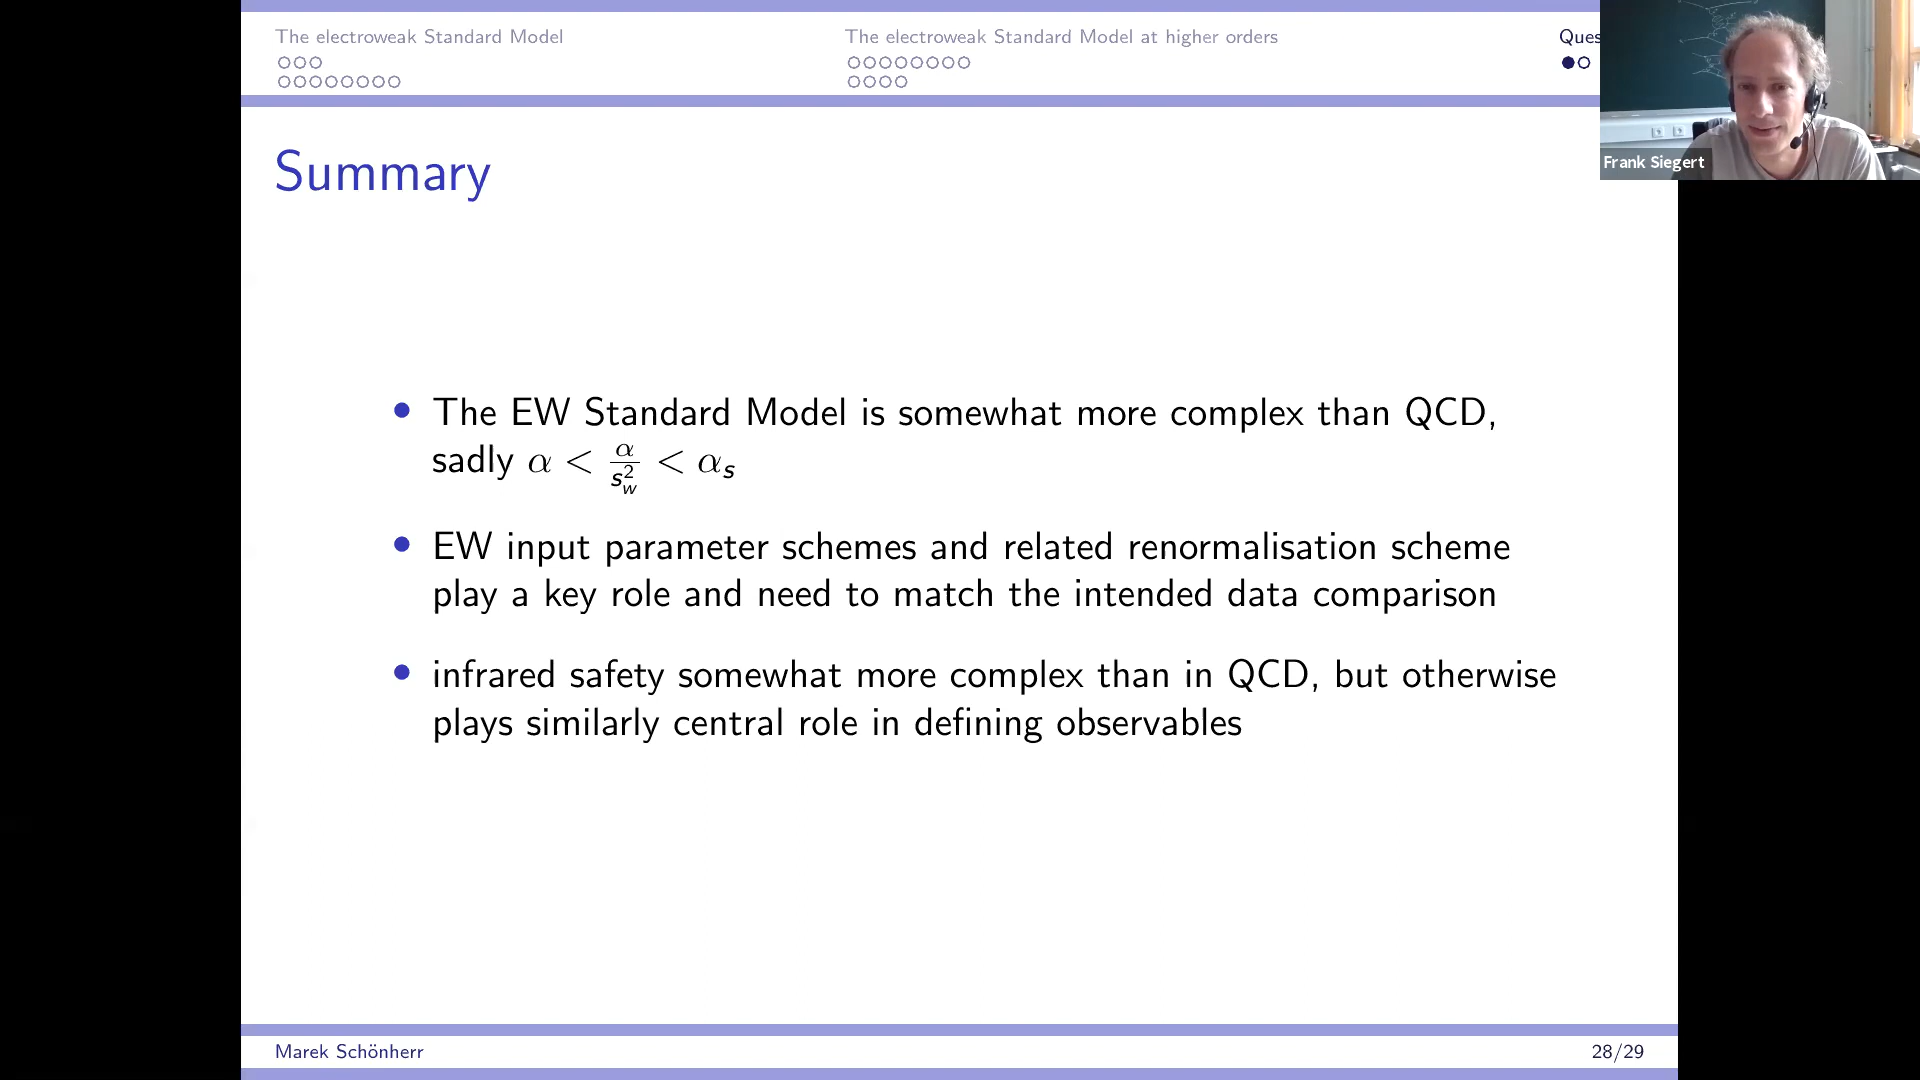 The electroweak Standard Model
The electroweak Standard Model at higher orders
Ques
Frank Siegert
Summary
• The EW Standard Model is somewhat more complex than QCD,
sadly α < α/s_w^2 < α_s
• EW input parameter schemes and related renormalisation scheme
play a key role and need to match the intended data comparison
• infrared safety somewhat more complex than in QCD, but otherwise
plays similarly central role in defining observables
Marek Schönherr
28/29